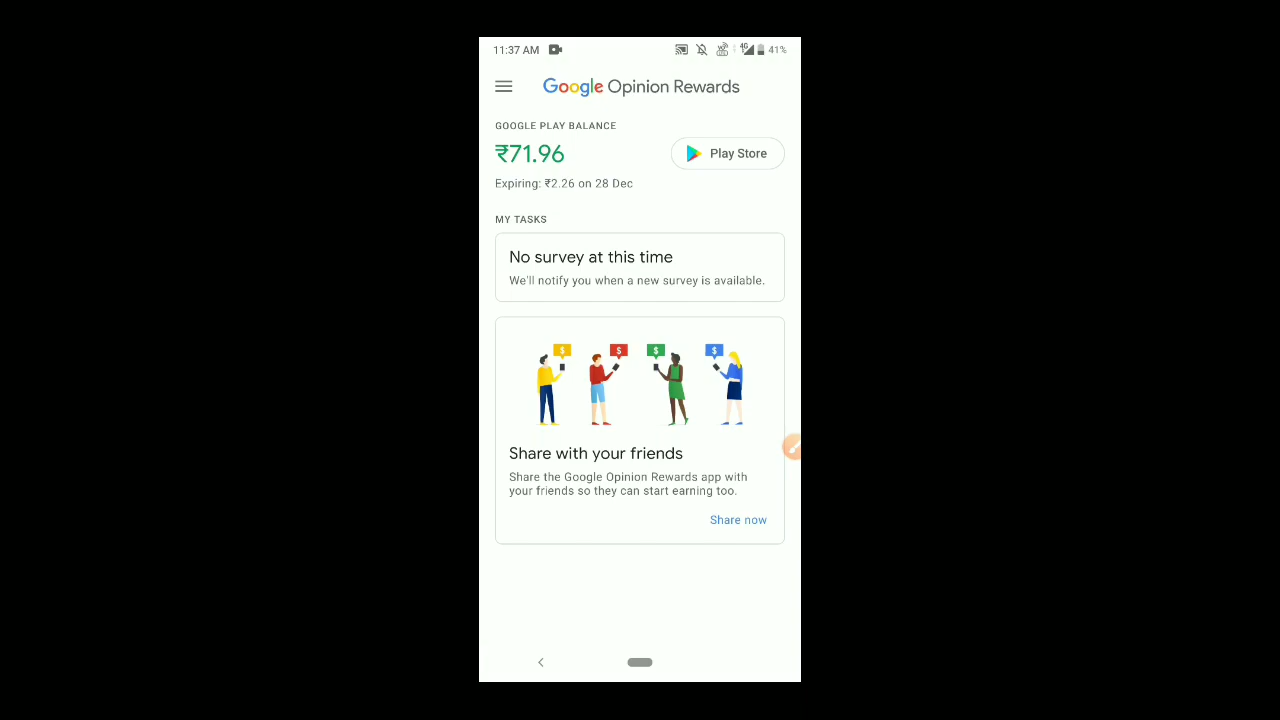 11:37 AM
4G
41%
Google Opinion Rewards
GOOGLE PLAY BALANCE
₹71.96
Play Store
Expiring: ₹2.26 on 28 Dec
MY TASKS
No survey at this time
We'll notify you when a new survey is available.
$ $ $ $
Share with your friends
Share the Google Opinion Rewards app with
your friends so they can start earning too.
Share now